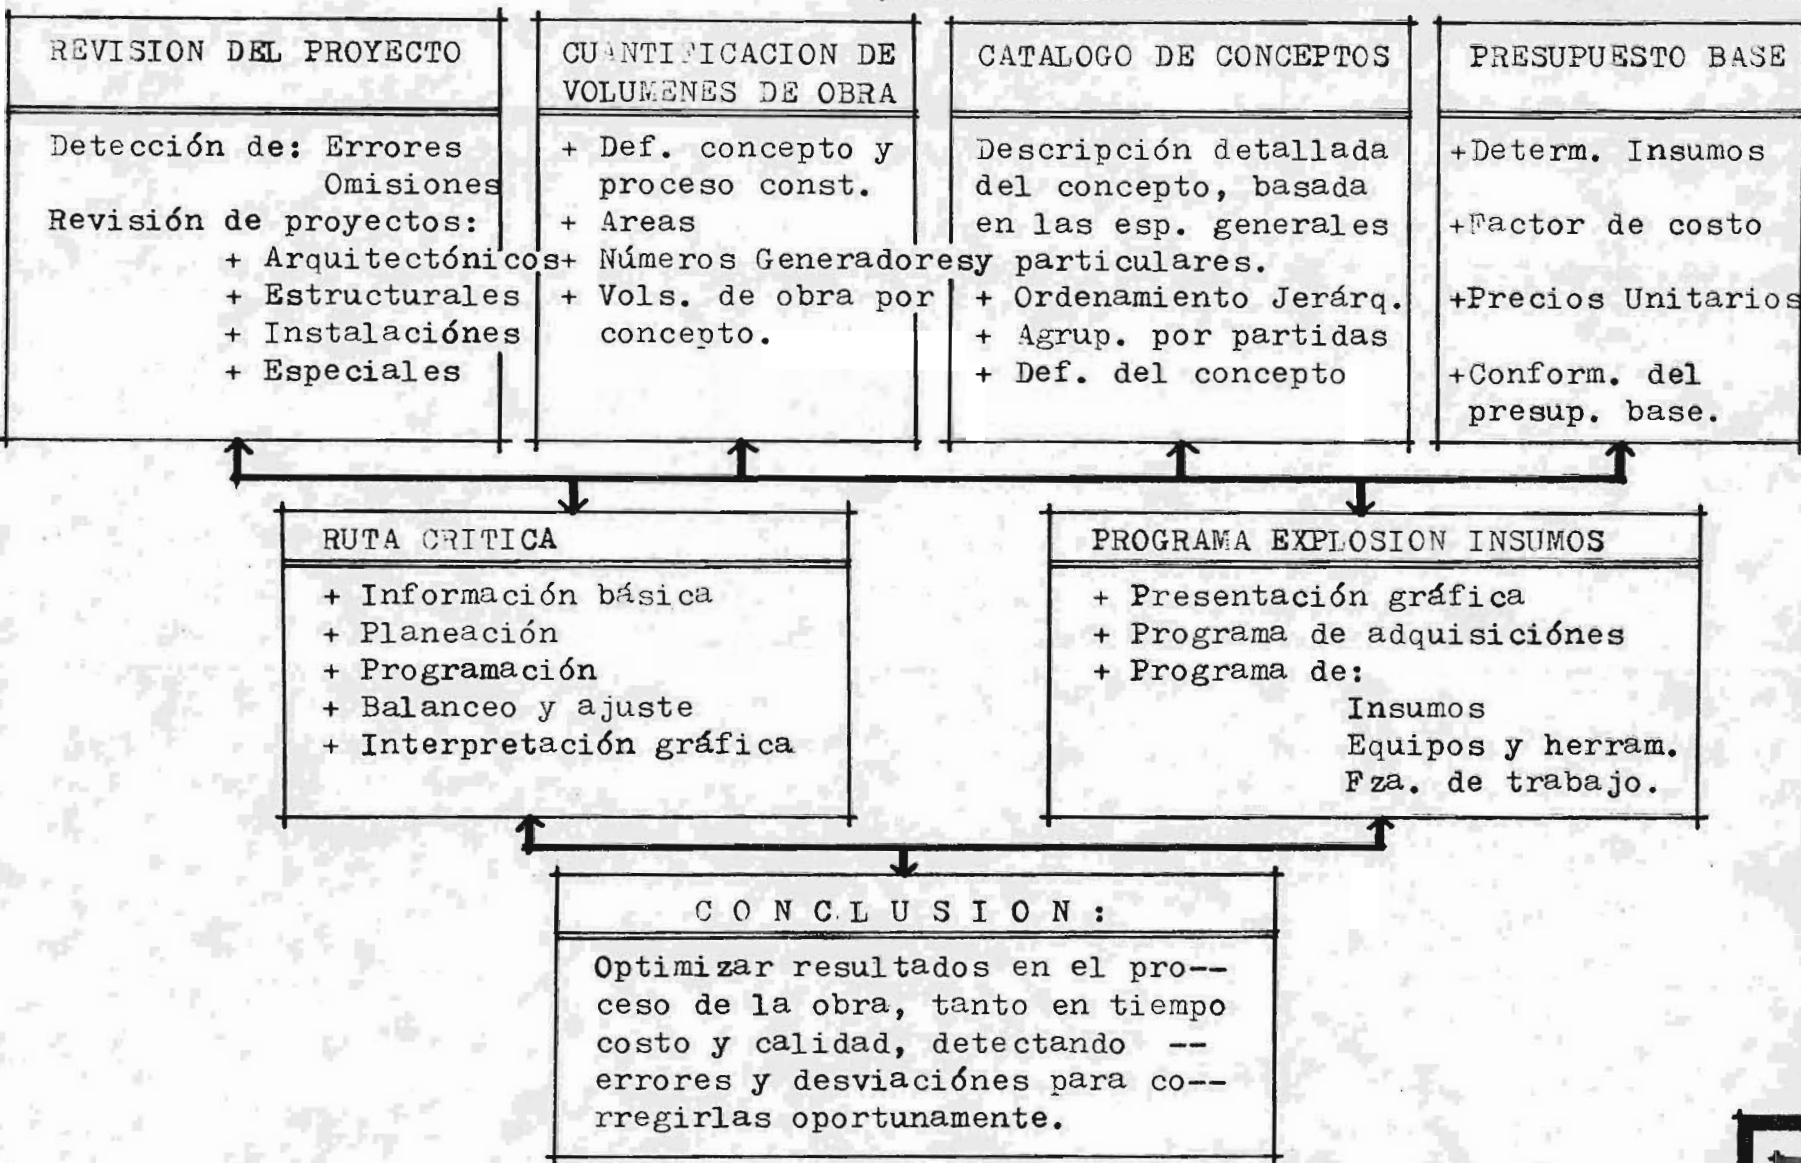 REVISION DEL PROYECTO
Detección de: Errores
Omisiones
Revisión de proyectos:
+ Arquitectónicos
+ Estructurales
+ Instalaciónes
+ Especiales
CUANTIFICACION DE
VOLUMENES DE OBRA
+ Def. concepto y
proceso const.
+ Areas
+ Números Generadores
+ Vols. de obra por
concepto.
CATALOGO DE CONCEPTOS
Descripción detallada
del concepto, basada
en las esp. generales
y particulares.
+ Ordenamiento Jerárq.
+ Agrup. por partidas
+ Def. del concepto
PRESUPUESTO BASE
+Determ. Insumos
+Factor de costo
+Precios Unitarios
+Conform. del
presup. base.
RUTA CRITICA
+ Información básica
+ Planeación
+ Programación
+ Balanceo y ajuste
+ Interpretación gráfica
PROGRAMA EXPLOSION INSUMOS
+ Presentación gráfica
+ Programa de adquisiciónes
+ Programa de:
Insumos
Equipos y herram.
Fza. de trabajo.
C O N C L U S I O N :
Optimizar resultados en el pro--
ceso de la obra, tanto en tiempo
costo y calidad, detectando --
errores y desviaciónes para co--
rregirlas oportunamente.